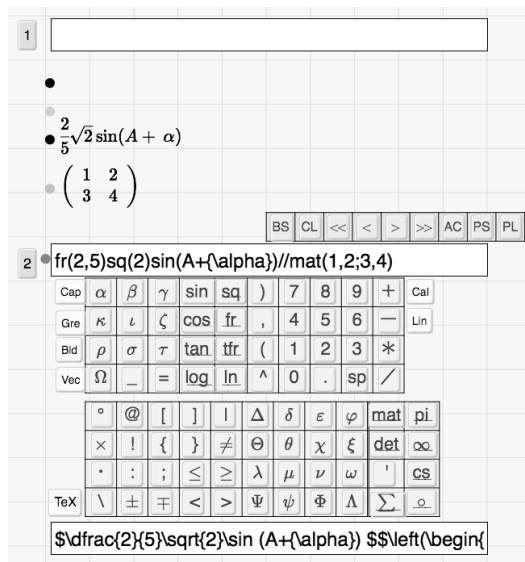 1
2/5 √2 sin(A + α)
( 1 2
3 4 )
BS CL << < > >> AC PS PL
2 fr(2,5)sq(2)sin(A+{\alpha})//mat(1,2;3,4)
Cap α β γ sin sq ) 7 8 9 + Cal
Gre κ ι ζ cos fr , 4 5 6 — Lin
Bld ρ σ τ tan tfr ( 1 2 3 *
Vec Ω _ = log ln ^ 0 . sp /
° @ [ ] | Δ δ ε φ mat pi
× ! { } ≠ Θ θ χ ξ det ∞
· : ; ≤ ≥ λ μ ν ω ' cs
TeX \ ± ∓ < > Ψ ψ Φ Λ ∑ o
$\dfrac{2}{5}\sqrt{2}\sin (A+{\alpha}) $$\left(\begin{